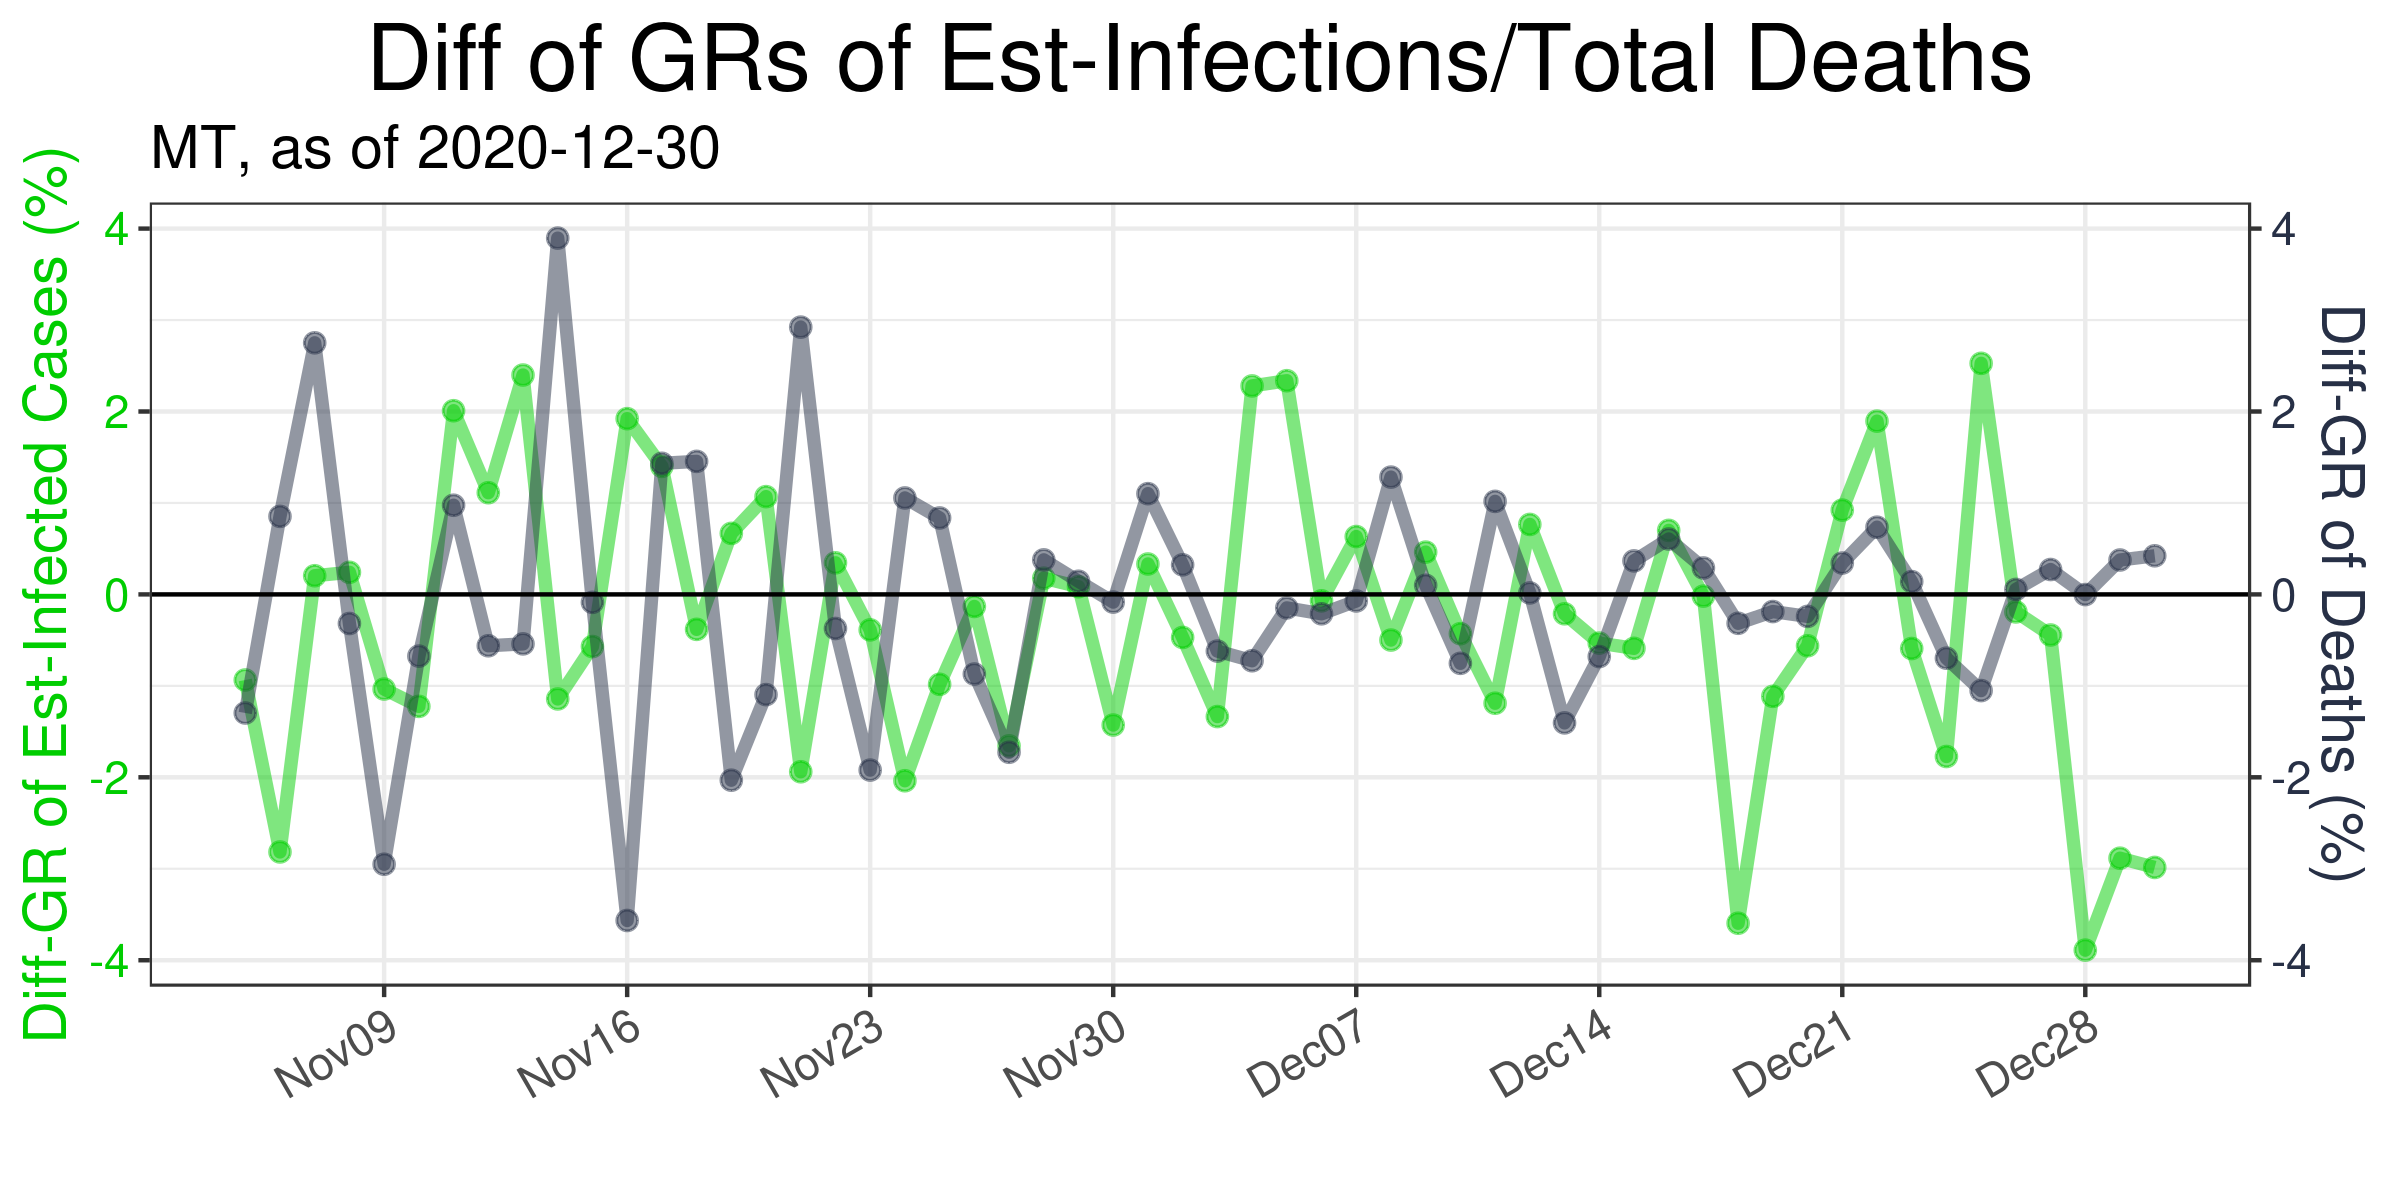 Diff of GRs of Est-Infections/Total Deaths
MT, as of 2020-12-30
Diff-GR of Est-Infected Cases (%)
4
2
0
-2
-4
4
2
0
-2
-4
Diff-GR of Deaths (%)
Nov09
Nov16
Nov23
Nov30
Dec07
Dec14
Dec21
Dec28